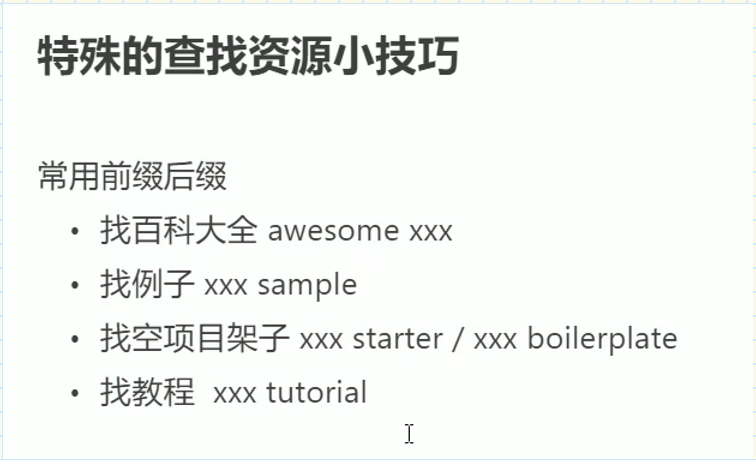 特殊的查找资源小技巧
常用前缀后缀
• 找百科大全 awesome xxx
• 找例子 xxx sample
• 找空项目架子 xxx starter / xxx boilerplate
• 找教程 xxx tutorial